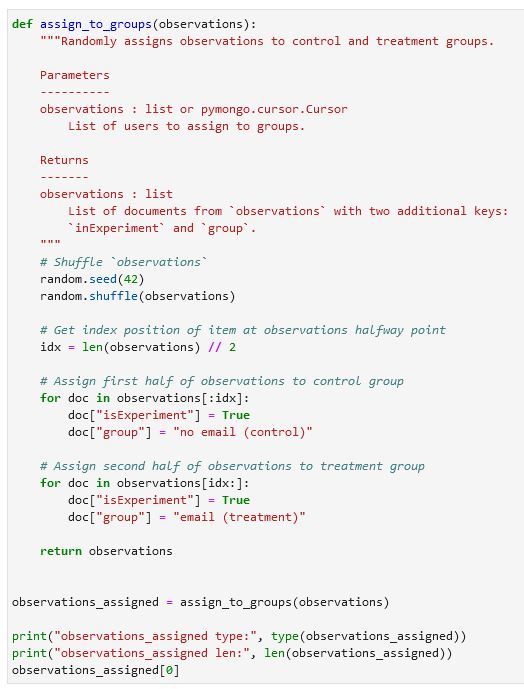 def assign_to_groups(observations):
    """Randomly assigns observations to control and treatment groups.

    Parameters
    ----------
    observations : list or pymongo.cursor.Cursor
        List of users to assign to groups.

    Returns
    -------
    observations : list
        List of documents from `observations` with two additional keys:
        `inExperiment` and `group`.
    """
    # Shuffle `observations`
    random.seed(42)
    random.shuffle(observations)

    # Get index position of item at observations halfway point
    idx = len(observations) // 2

    # Assign first half of observations to control group
    for doc in observations[:idx]:
        doc["isExperiment"] = True
        doc["group"] = "no email (control)"

    # Assign second half of observations to treatment group
    for doc in observations[idx:]:
        doc["isExperiment"] = True
        doc["group"] = "email (treatment)"

    return observations


observations_assigned = assign_to_groups(observations)

print("observations_assigned type:", type(observations_assigned))
print("observations_assigned len:", len(observations_assigned))
observations_assigned[0]